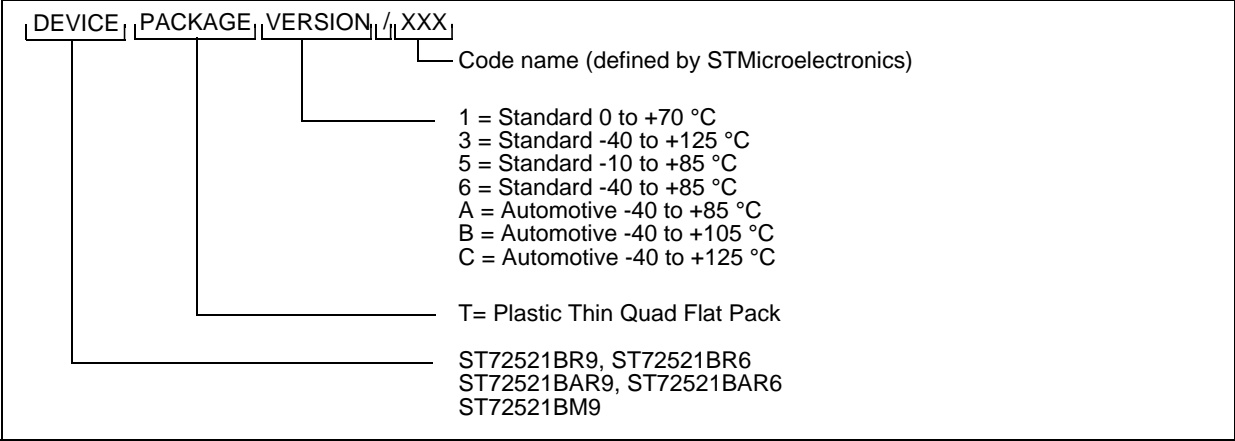 DEVICE PACKAGE VERSION / XXX
Code name (defined by STMicroelectronics)
1 = Standard 0 to +70 °C
3 = Standard -40 to +125 °C
5 = Standard -10 to +85 °C
6 = Standard -40 to +85 °C
A = Automotive -40 to +85 °C
B = Automotive -40 to +105 °C
C = Automotive -40 to +125 °C
T= Plastic Thin Quad Flat Pack
ST72521BR9, ST72521BR6
ST72521BAR9, ST72521BAR6
ST72521BM9